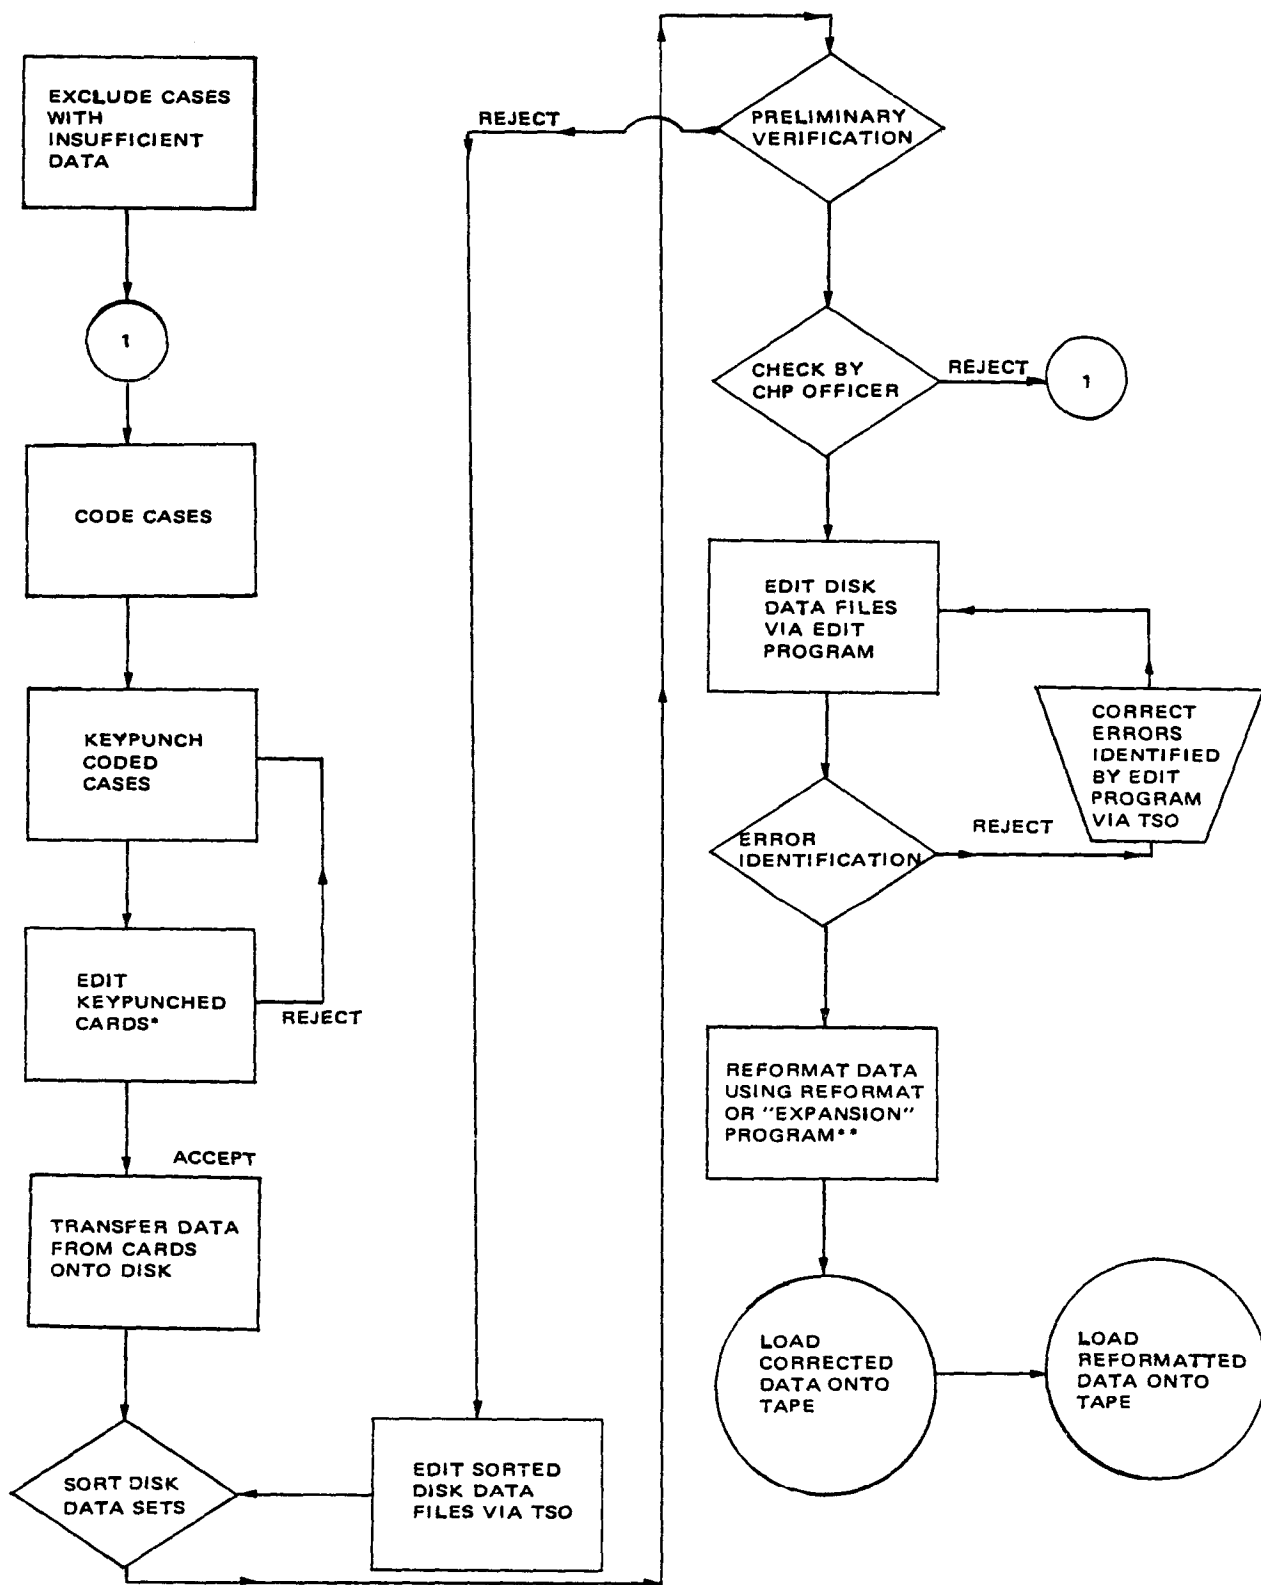 EXCLUDE CASES
WITH
INSUFFICIENT
DATA
1
CODE CASES
KEYPUNCH
CODED
CASES
EDIT
KEYPUNCHED
CARDS*
REJECT
ACCEPT
TRANSFER DATA
FROM CARDS
ONTO DISK
SORT DISK
DATA SETS
EDIT SORTED
DISK DATA
FILES VIA TSO
REJECT
PRELIMINARY
VERIFICATION
CHECK BY
CHP OFFICER
REJECT
1
EDIT DISK
DATA FILES
VIA EDIT
PROGRAM
CORRECT
ERRORS
IDENTIFIED
BY EDIT
PROGRAM
VIA TSO
ERROR
IDENTIFICATION
REJECT
REFORMAT DATA
USING REFORMAT
OR "EXPANSION"
PROGRAM**
LOAD
CORRECTED
DATA ONTO
TAPE
LOAD
REFORMATTED
DATA ONTO
TAPE